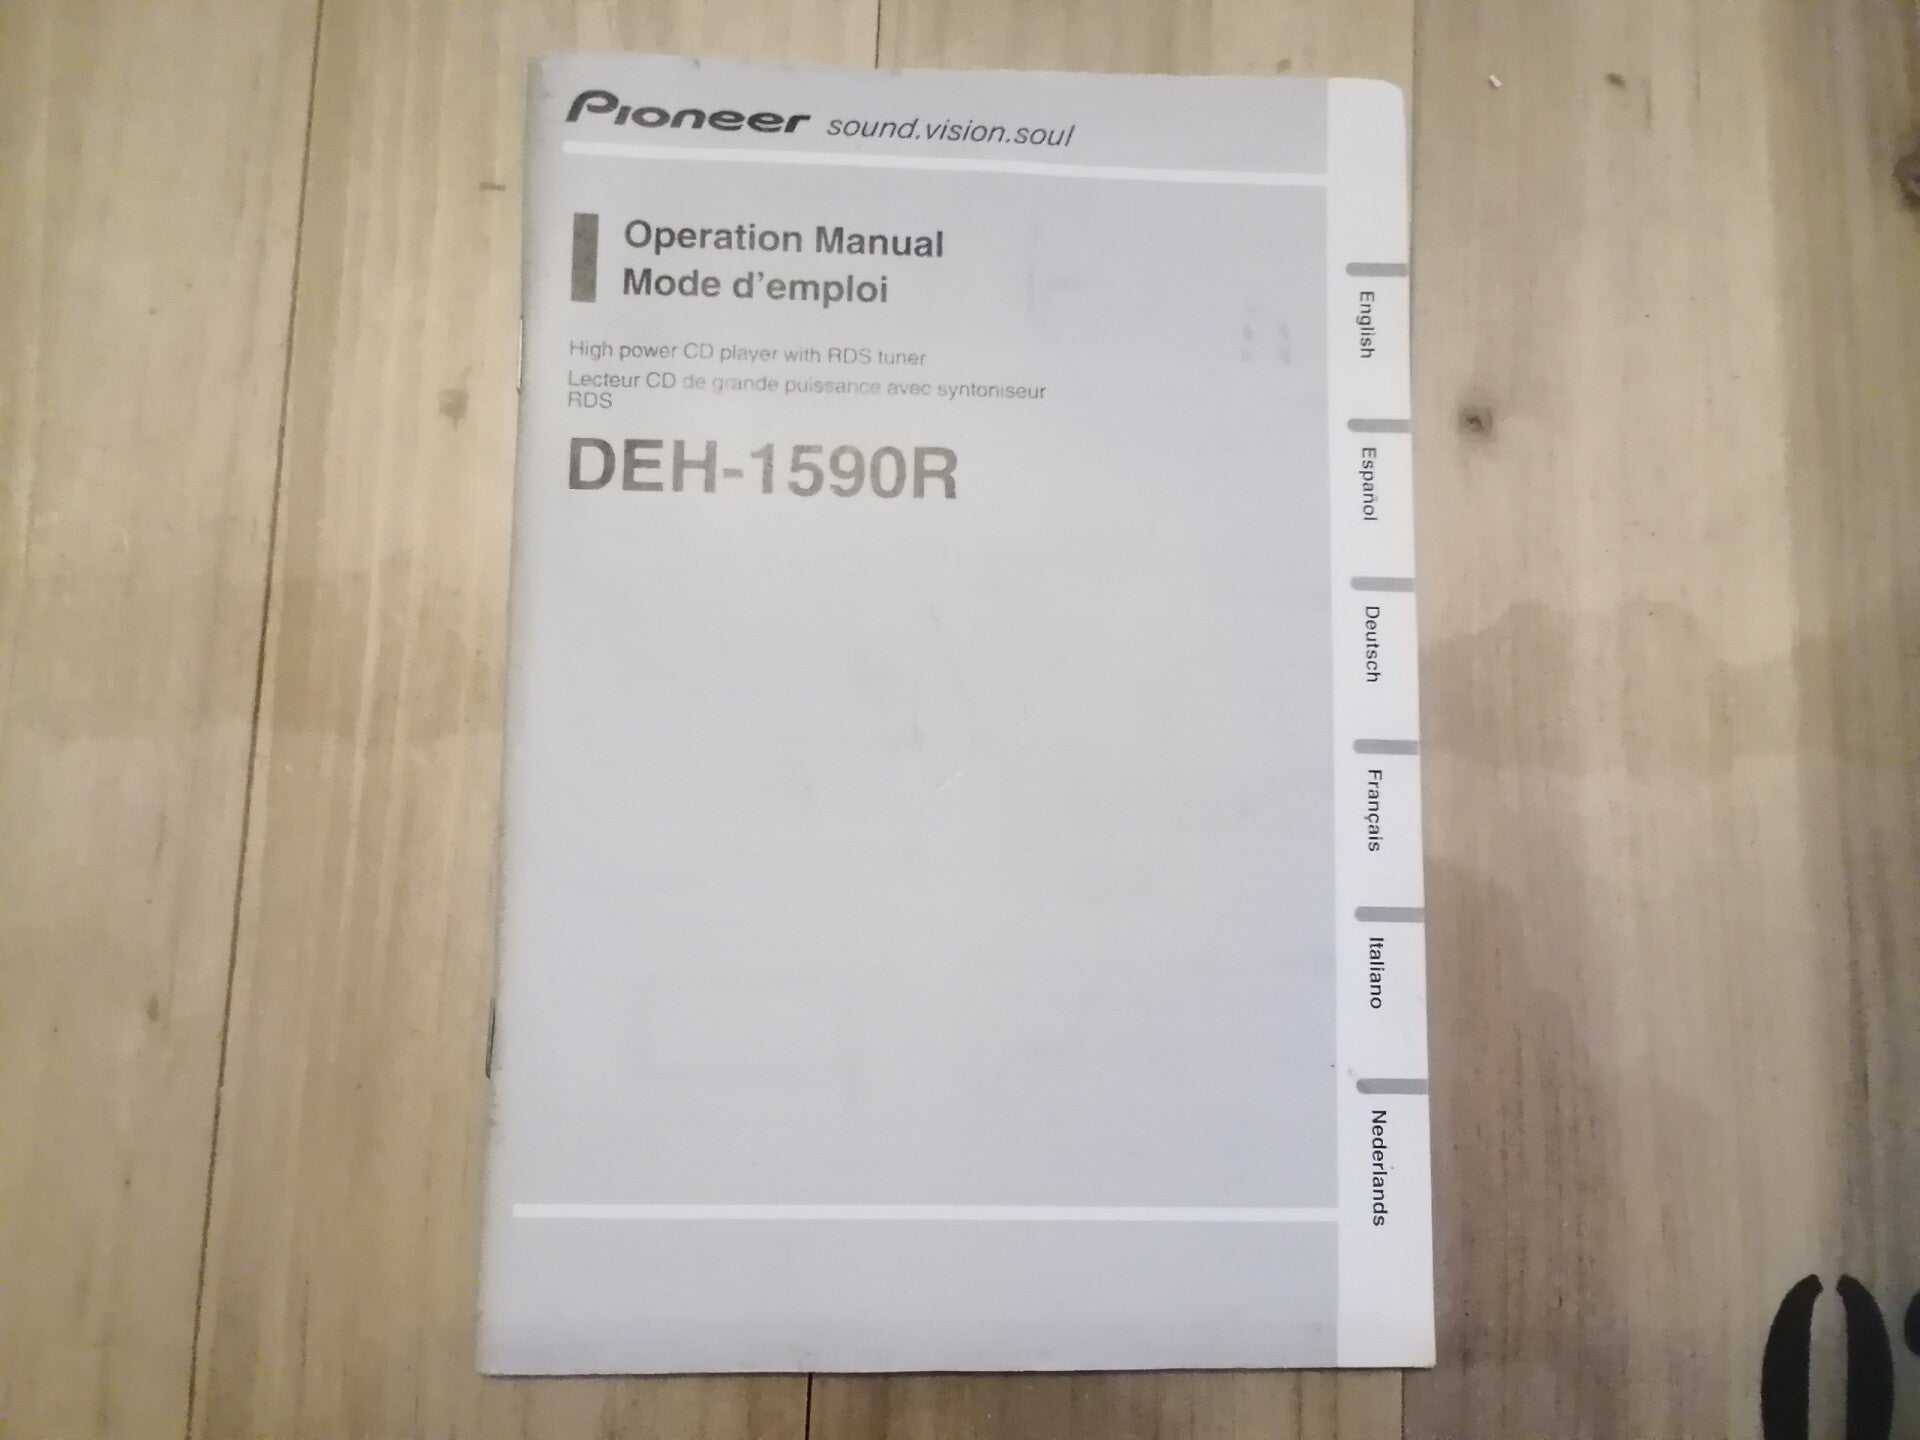 Pioneer sound.vision.soul
Operation Manual
Mode d'emploi
High power CD player with RDS tuner
Lecteur CD de grande puissance avec syntoniseur
RDS
DEH-1590R
English
Español
Deutsch
Français
Italiano
Nederlands